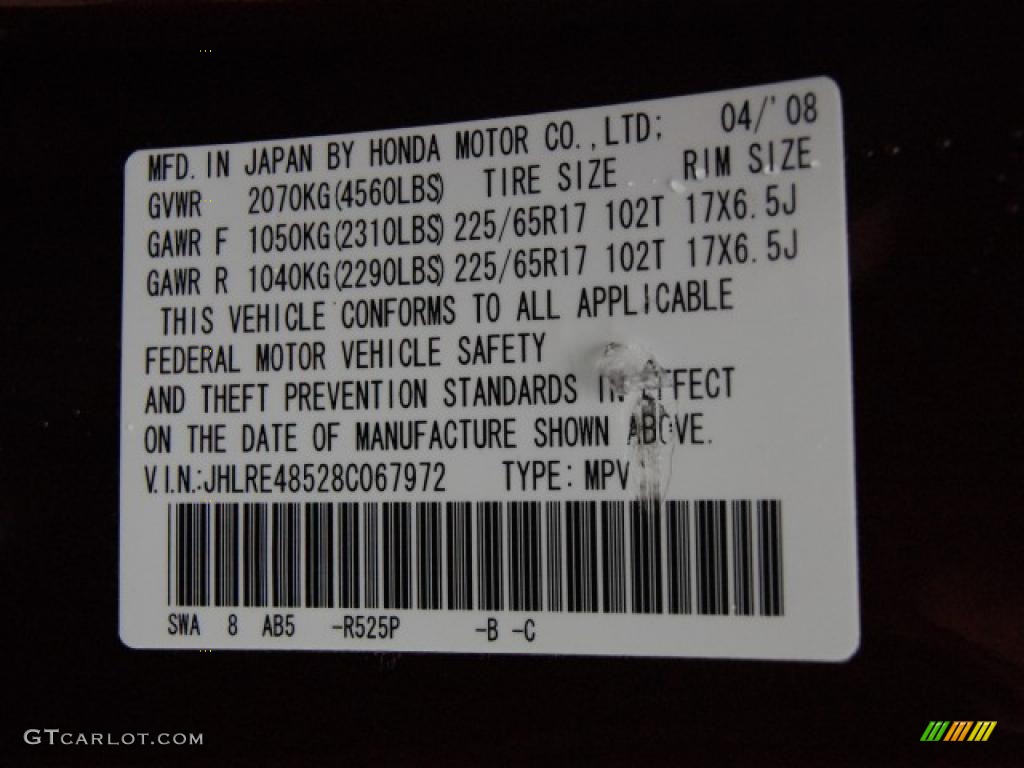 MFD. IN JAPAN BY HONDA MOTOR CO.,LTD; 04/'08
GVWR 2070KG(4560LBS) TIRE SIZE RIM SIZE
GAWR F 1050KG(2310LBS) 225/65R17 102T 17X6.5J
GAWR R 1040KG(2290LBS) 225/65R17 102T 17X6.5J
THIS VEHICLE CONFORMS TO ALL APPLICABLE
FEDERAL MOTOR VEHICLE SAFETY
AND THEFT PREVENTION STANDARDS IN EFFECT
ON THE DATE OF MANUFACTURE SHOWN ABOVE.
V.I.N.:JHLRE48528C067972 TYPE: MPV
SWA 8 AB5 -R525P -B -C
GTCARLOT.COM